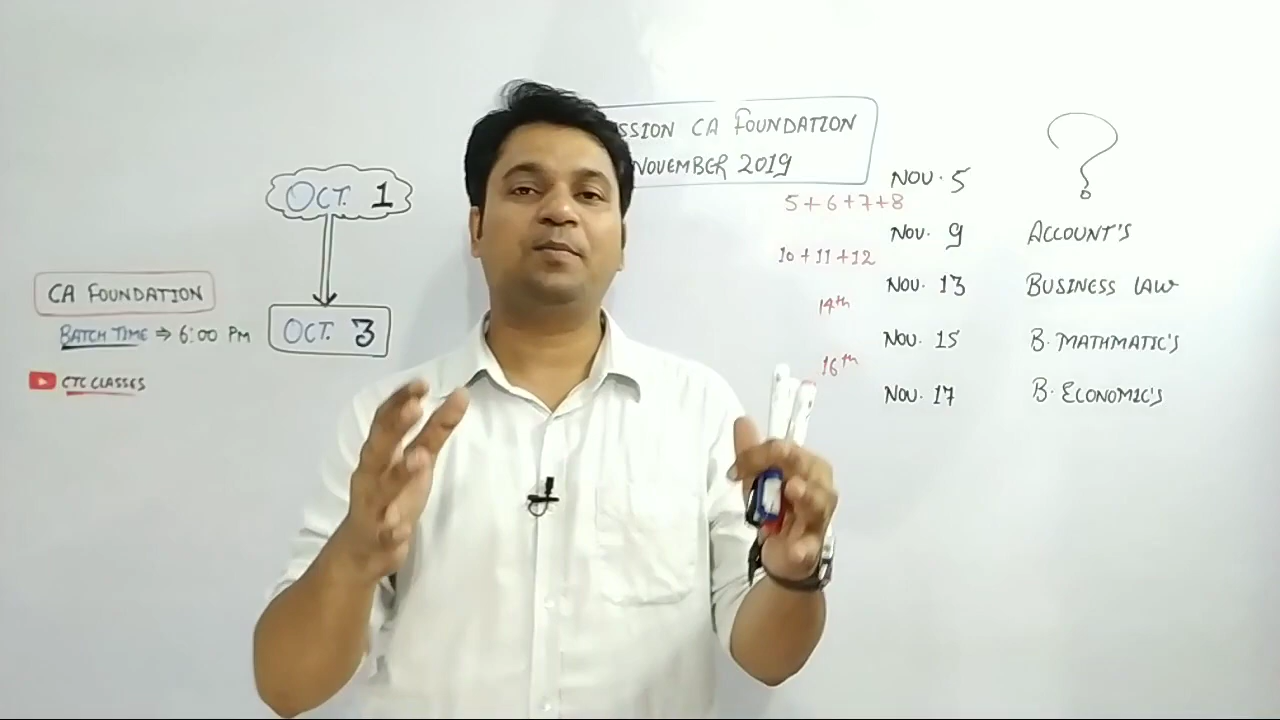 SSION CA FOUNDATION
NOVEMBER 2019
OCT. 1
OCT. 3
CA FOUNDATION
BATCH TIME ⇒ 6:00 PM
CTC CLASSES
NOV. 5
5+6+7+8
NOV. 9 ACCOUNT'S
10+11+12
NOV. 13 BUSINESS LAW
14th
NOV. 15 B. MATHMATIC'S
16th
NOV. 17 B. ECONOMIC'S
?